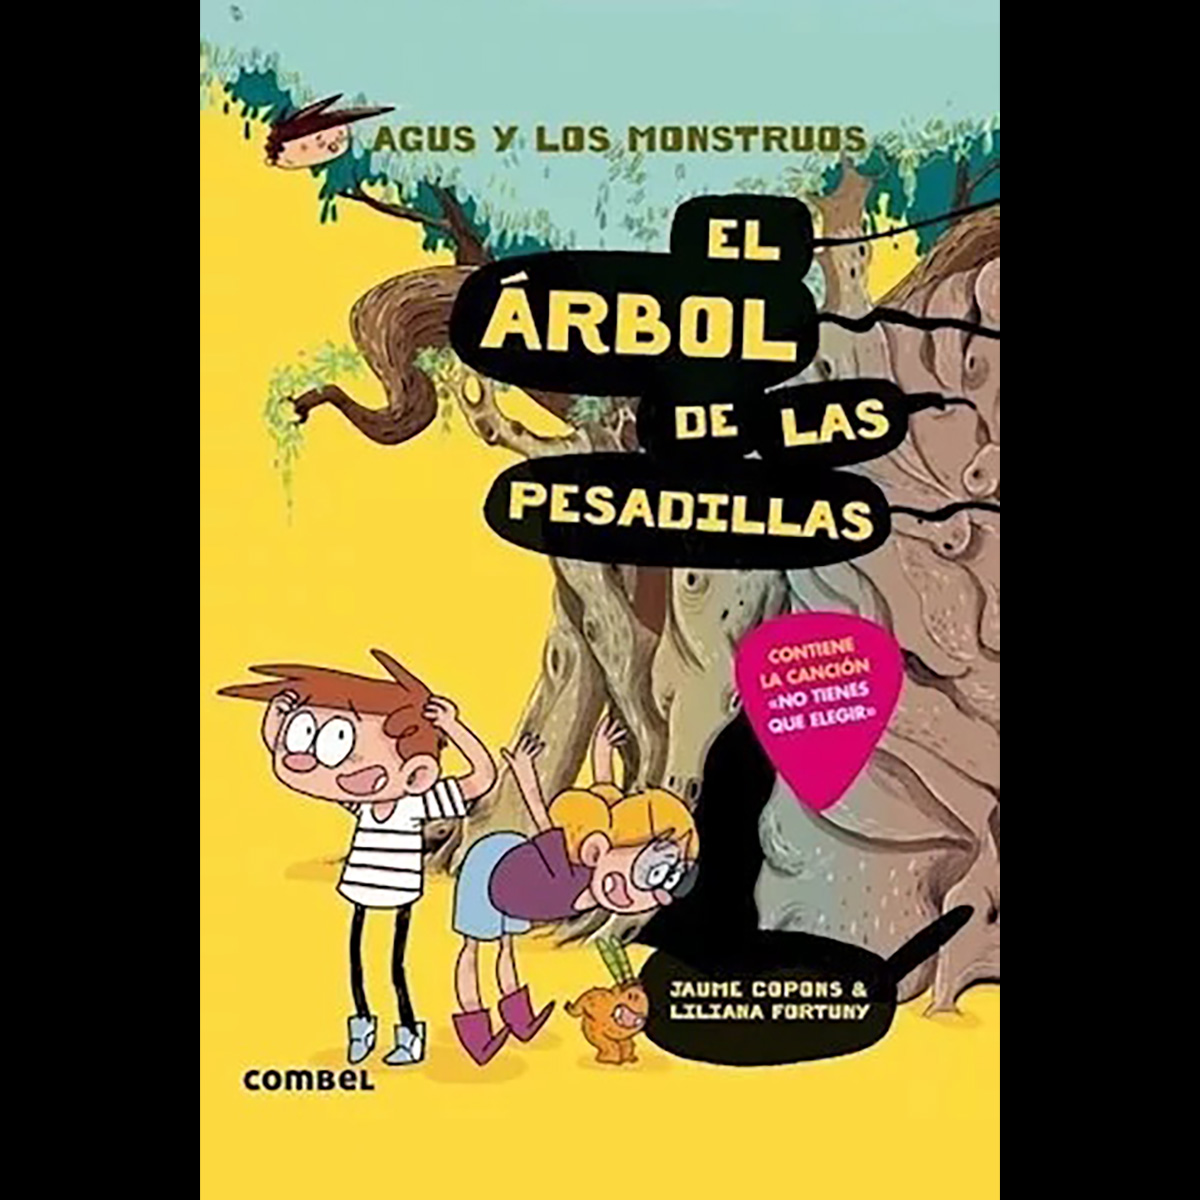 AGUS Y LOS MONSTRUOS
EL
ÁRBOL
DE LAS
PESADILLAS
CONTIENE
LA CANCIÓN
«NO TIENES
QUE ELEGIR»
JAUME COPONS &
LILIANA FORTUNY
COMBEL